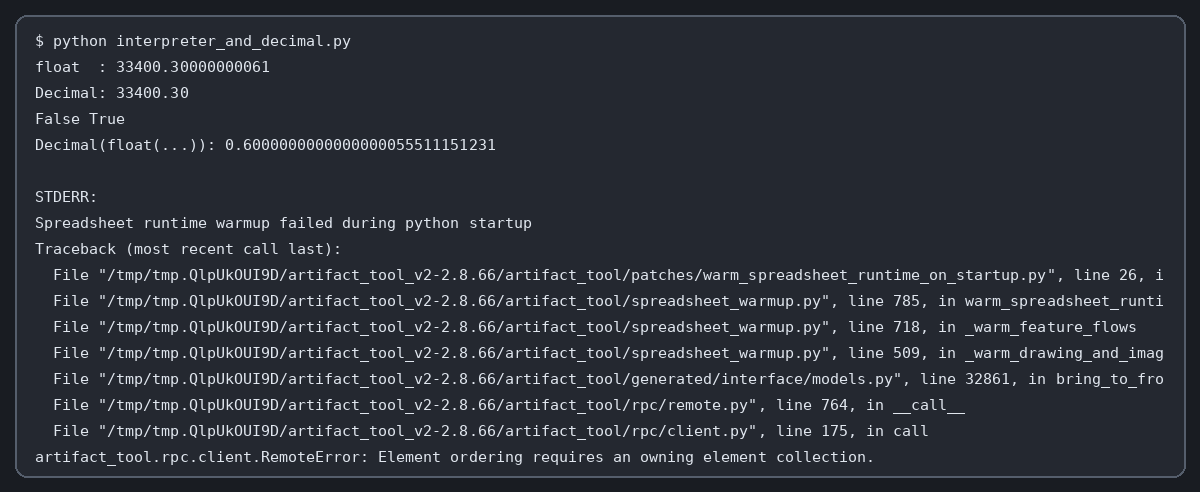 $ python interpreter_and_decimal.py
float  : 33400.30000000061
Decimal: 33400.30
False True
Decimal(float(...)): 0.6000000000000000055511151231

STDERR:
Spreadsheet runtime warmup failed during python startup
Traceback (most recent call last):
  File "/tmp/tmp.QlpUkOUI9D/artifact_tool_v2-2.8.66/artifact_tool/patches/warm_spreadsheet_runtime_on_startup.py", line 26, i
  File "/tmp/tmp.QlpUkOUI9D/artifact_tool_v2-2.8.66/artifact_tool/spreadsheet_warmup.py", line 785, in warm_spreadsheet_runti
  File "/tmp/tmp.QlpUkOUI9D/artifact_tool_v2-2.8.66/artifact_tool/spreadsheet_warmup.py", line 718, in _warm_feature_flows
  File "/tmp/tmp.QlpUkOUI9D/artifact_tool_v2-2.8.66/artifact_tool/spreadsheet_warmup.py", line 509, in _warm_drawing_and_imag
  File "/tmp/tmp.QlpUkOUI9D/artifact_tool_v2-2.8.66/artifact_tool/generated/interface/models.py", line 32861, in bring_to_fro
  File "/tmp/tmp.QlpUkOUI9D/artifact_tool_v2-2.8.66/artifact_tool/rpc/remote.py", line 764, in __call__
  File "/tmp/tmp.QlpUkOUI9D/artifact_tool_v2-2.8.66/artifact_tool/rpc/client.py", line 175, in call
artifact_tool.rpc.client.RemoteError: Element ordering requires an owning element collection.